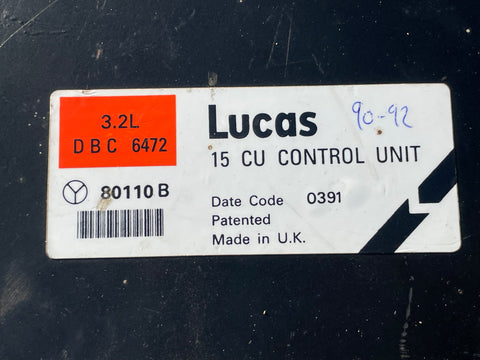 3.2L
DBC 6472
80110 B
Lucas
90-92
15 CU CONTROL UNIT
Date Code 0391
Patented
Made in U.K.